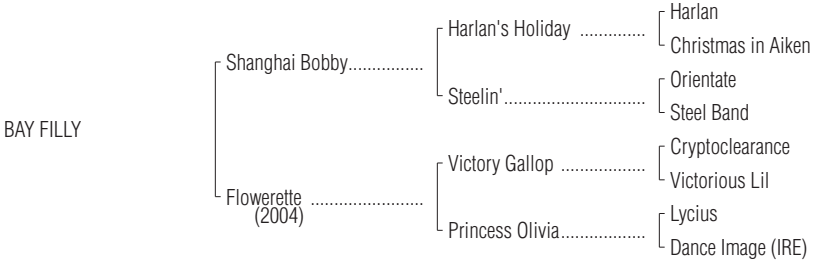 Harlan
Harlan's Holiday ..............
Christmas in Aiken
Shanghai Bobby................
Orientate
Steelin'..............................
Steel Band
BAY FILLY
Cryptoclearance
Victory Gallop ..................
Victorious Lil
Flowerette ........................
(2004)
Lycius
Princess Olivia..................
Dance Image (IRE)